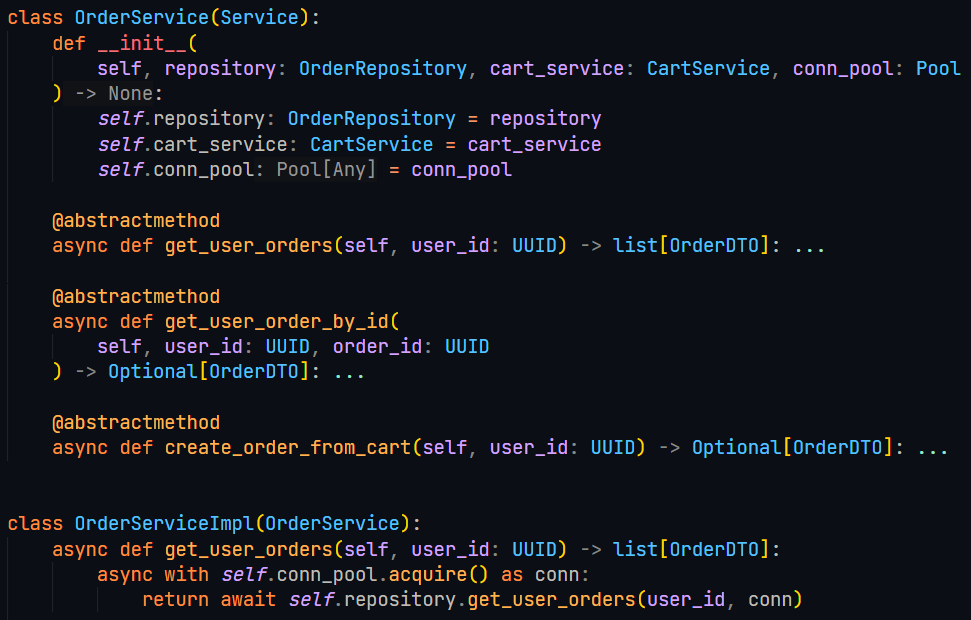 class OrderService(Service):
    def __init__(
        self, repository: OrderRepository, cart_service: CartService, conn_pool: Pool
    ) -> None:
        self.repository: OrderRepository = repository
        self.cart_service: CartService = cart_service
        self.conn_pool: Pool[Any] = conn_pool

    @abstractmethod
    async def get_user_orders(self, user_id: UUID) -> list[OrderDTO]: ...

    @abstractmethod
    async def get_user_order_by_id(
        self, user_id: UUID, order_id: UUID
    ) -> Optional[OrderDTO]: ...

    @abstractmethod
    async def create_order_from_cart(self, user_id: UUID) -> Optional[OrderDTO]: ...


class OrderServiceImpl(OrderService):
    async def get_user_orders(self, user_id: UUID) -> list[OrderDTO]:
        async with self.conn_pool.acquire() as conn:
            return await self.repository.get_user_orders(user_id, conn)